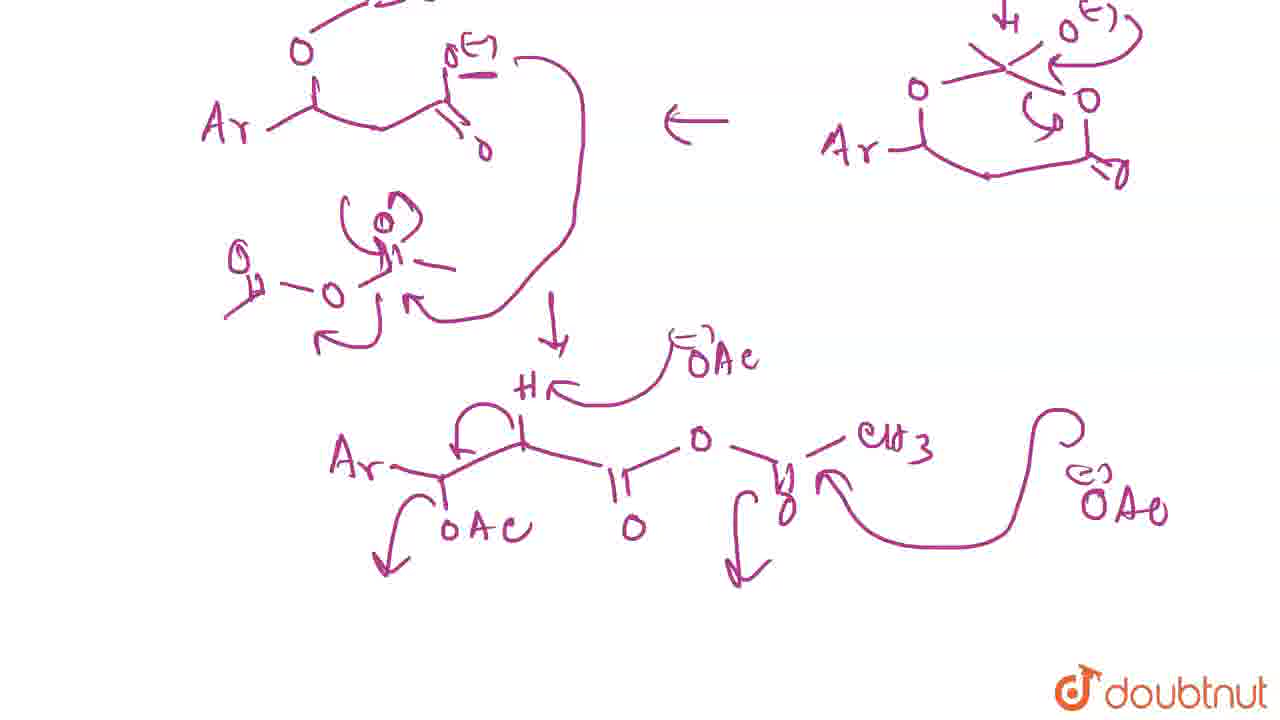 O
O(-)
Ar
O
O(-)
O
O
Ar
O
O
O
O
H
(-)
OAc
Ar
O
CH3
OAc
O
O
(-)
OAc
doubtnut